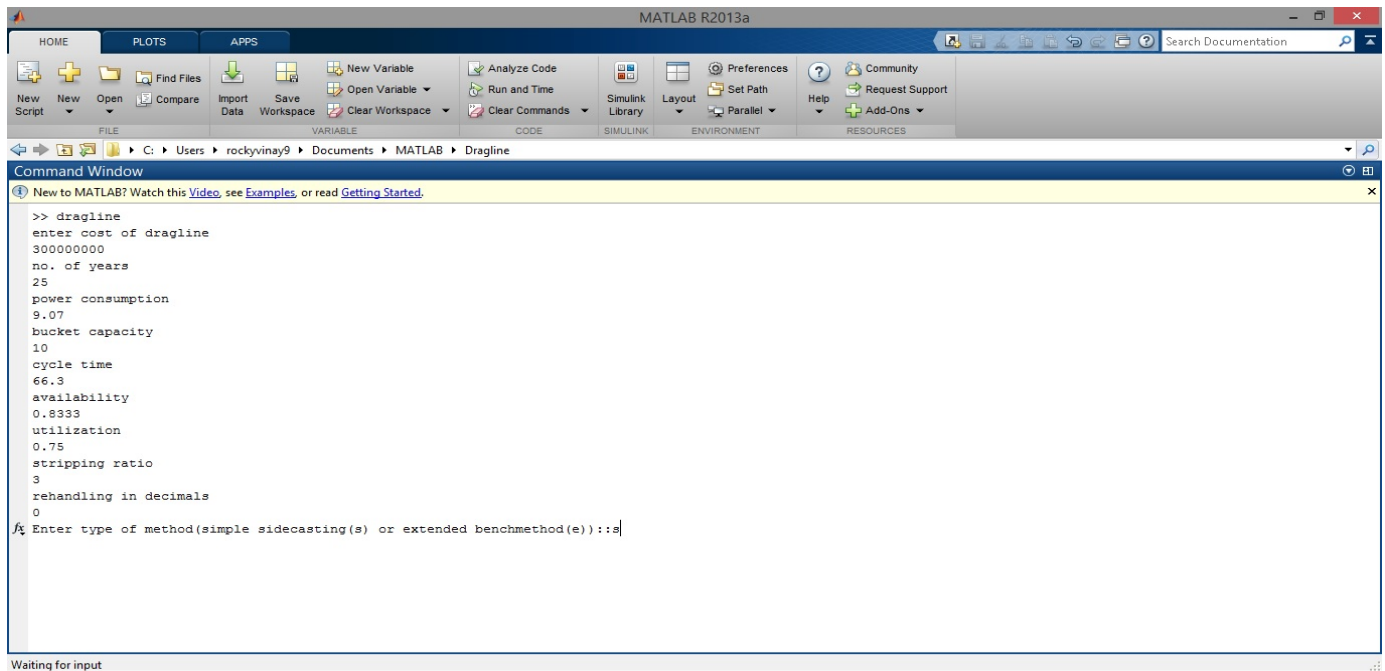 MATLAB R2013a
HOME PLOTS APPS
Search Documentation
New Script
New
Open
Find Files
Compare
FILE
Import Data
Save Workspace
New Variable
Open Variable
Clear Workspace
VARIABLE
Analyze Code
Run and Time
Clear Commands
CODE
Simulink Library
SIMULINK
Layout
Preferences
Set Path
Parallel
ENVIRONMENT
Help
Community
Request Support
Add-Ons
RESOURCES
C: Users rockyvinay9 Documents MATLAB Dragline
Command Window
New to MATLAB? Watch this Video, see Examples, or read Getting Started.
>> dragline
enter cost of dragline
300000000
no. of years
25
power consumption
9.07
bucket capacity
10
cycle time
66.3
availability
0.8333
utilization
0.75
stripping ratio
3
rehandling in decimals
0
fx Enter type of method(simple sidecasting(s) or extended benchmethod(e))::s
Waiting for input